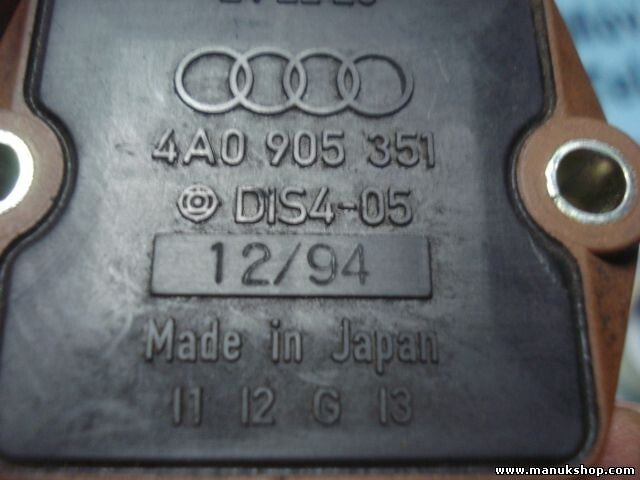 4A0 905 351
DIS4-05
12/94
Made in Japan
I1 I2 G I3
www.manukshop.com